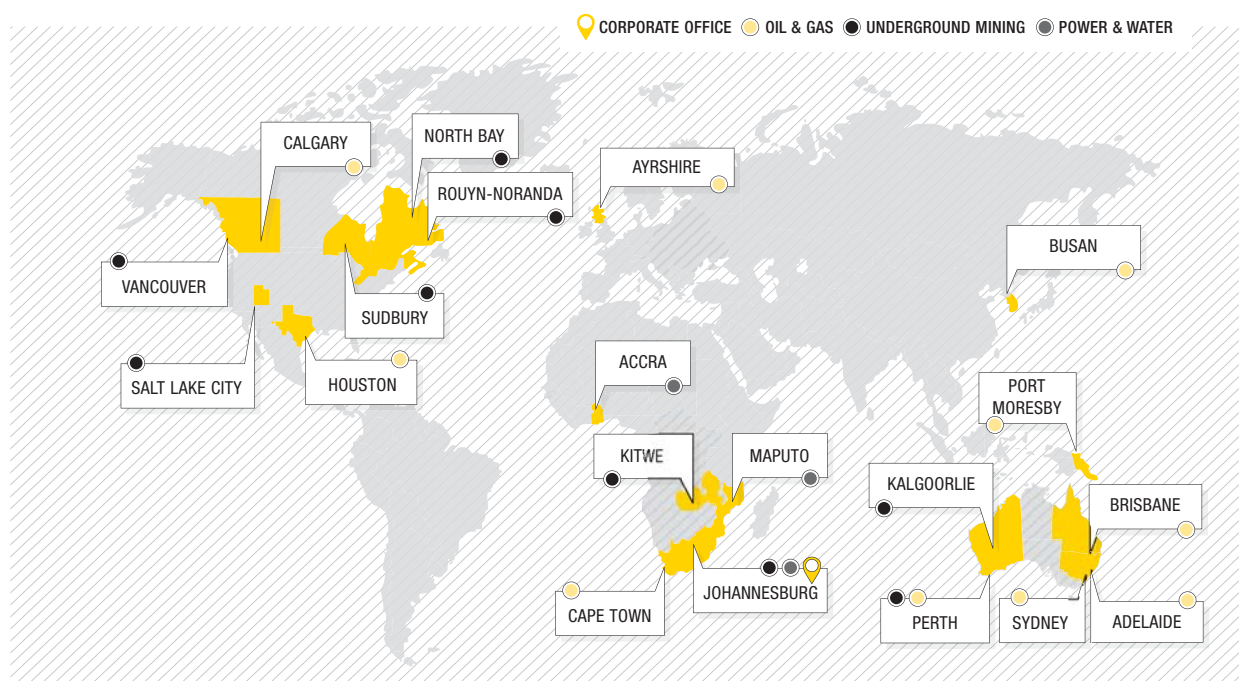 CORPORATE OFFICE OIL & GAS UNDERGROUND MINING POWER & WATER
CALGARY
NORTH BAY
ROUYN-NORANDA
AYRSHIRE
BUSAN
VANCOUVER
SUDBURY
SALT LAKE CITY
HOUSTON
ACCRA
PORT
MORESBY
KITWE
MAPUTO
KALGOORLIE
BRISBANE
JOHANNESBURG
CAPE TOWN
PERTH
SYDNEY
ADELAIDE